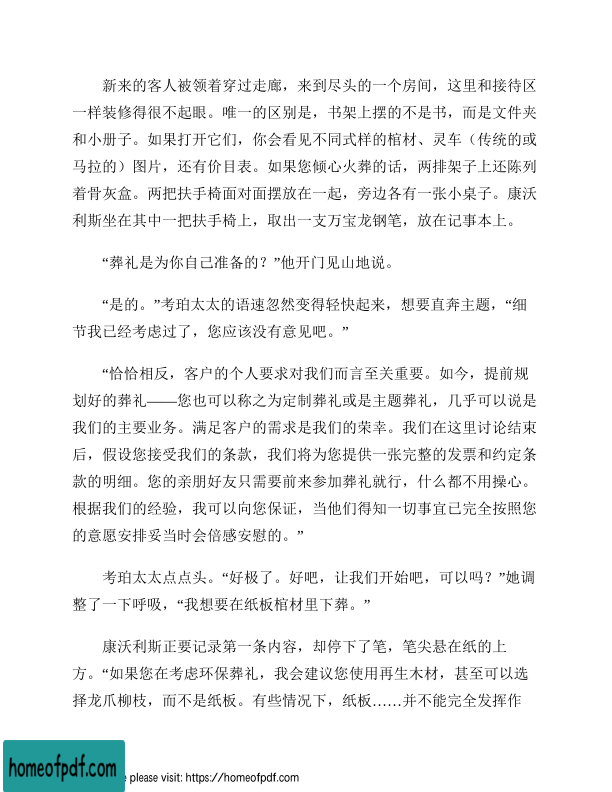 新来的客人被领着穿过走廊，来到尽头的一个房间，这里和接待区
一样装修得很不起眼。唯一的区别是，书架上摆的不是书，而是文件夹
和小册子。如果打开它们，你会看见不同式样的棺材、灵车（传统的或
马拉的）图片，还有价目表。如果您倾心火葬的话，两排架子上还陈列
着骨灰盒。两把扶手椅面对面摆放在一起，旁边各有一张小桌子。康沃
利斯坐在其中一把扶手椅上，取出一支万宝龙钢笔，放在记事本上。
“葬礼是为你自己准备的？”他开门见山地说。
“是的。”考珀太太的语速忽然变得轻快起来，想要直奔主题，“细
节我已经考虑过了，您应该没有意见吧。”
“恰恰相反，客户的个人要求对我们而言至关重要。如今，提前规
划好的葬礼——您也可以称之为定制葬礼或是主题葬礼，几乎可以说是
我们的主要业务。满足客户的需求是我们的荣幸。我们在这里讨论结束
后，假设您接受我们的条款，我们将为您提供一张完整的发票和约定条
款的明细。您的亲朋好友只需要前来参加葬礼就行，什么都不用操心。
根据我们的经验，我可以向您保证，当他们得知一切事宜已完全按照您
的意愿安排妥当时会倍感安慰的。”
考珀太太点点头。“好极了。好吧，让我们开始吧，可以吗？”她调
整了一下呼吸，“我想要在纸板棺材里下葬。”
康沃利斯正要记录第一条内容，却停下了笔，笔尖悬在纸的上
方。“如果您在考虑环保葬礼，我会建议您使用再生木材，甚至可以选
择龙爪柳枝，而不是纸板。有些情况下，纸板……并不能完全发挥作
homeofpdf.com
e please visit: https://homeofpdf.com